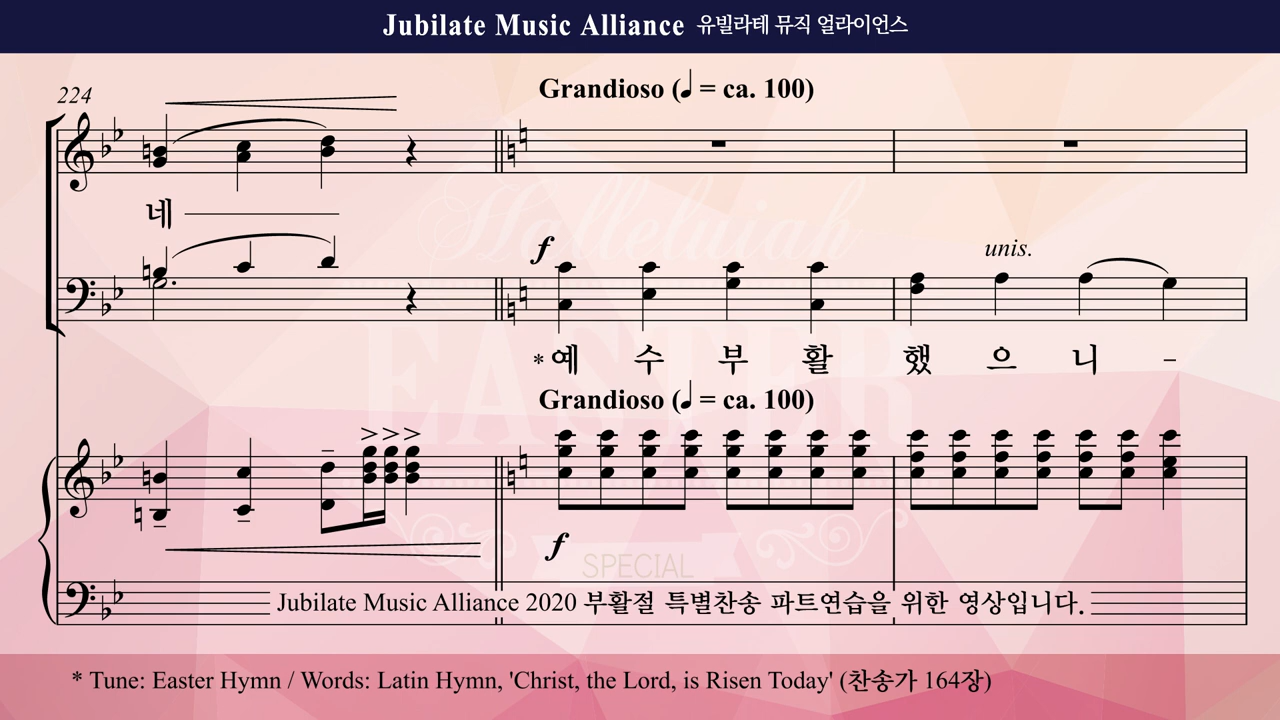 Jubilate Music Alliance 유빌라테 뮤직 얼라이언스
Grandioso (♩ = ca. 100)
224
네
Halleluiah
f
unis.
* 예 수 부 활 했 으 니 -
EASTER
Grandioso (♩ = ca. 100)
f
SPECIAL
Jubilate Music Alliance 2020 부활절 특별찬송 파트연습을 위한 영상입니다.
* Tune: Easter Hymn / Words: Latin Hymn, 'Christ, the Lord, is Risen Today' (찬송가 164장)